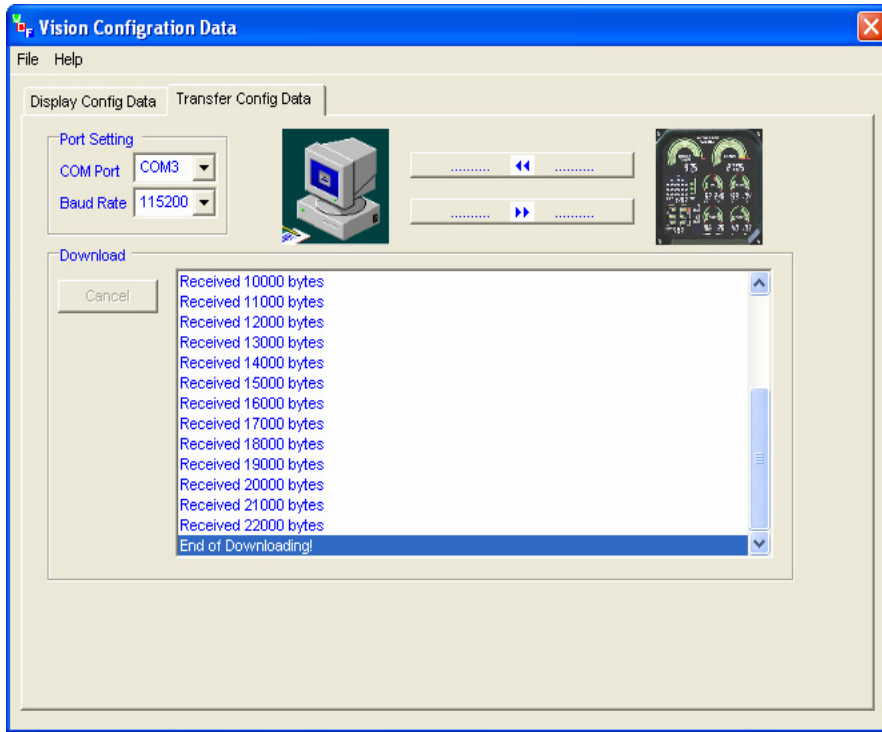 Vision Configration Data
File Help
Display Config Data Transfer Config Data
Port Setting
COM Port COM3
Baud Rate 115200
.......... ..........
.......... ..........
Download
Cancel
Received 10000 bytes
Received 11000 bytes
Received 12000 bytes
Received 13000 bytes
Received 14000 bytes
Received 15000 bytes
Received 16000 bytes
Received 17000 bytes
Received 18000 bytes
Received 19000 bytes
Received 20000 bytes
Received 21000 bytes
Received 22000 bytes
End of Downloading!